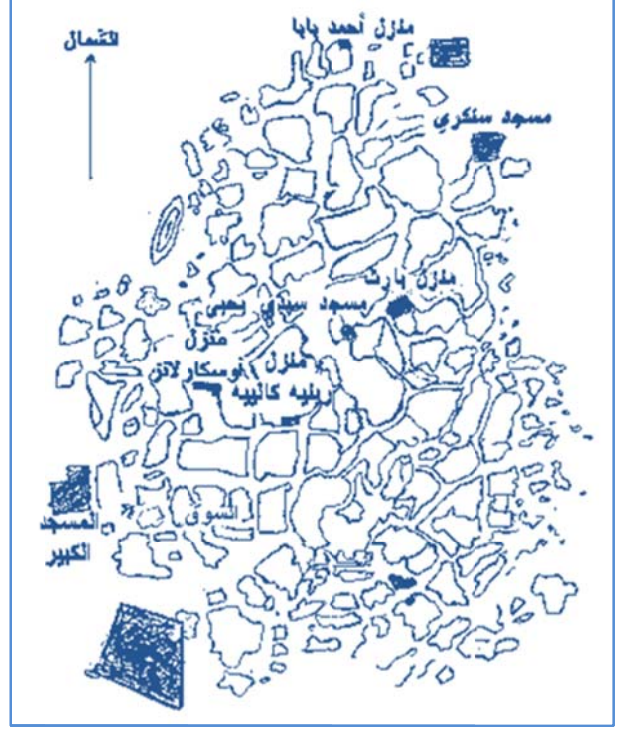 منزل أحمد بابا
الشمال
مسجد سنكري
منزل بارث
مسجد سيدي يحيى
منزل
منزل
رينيه كاييه
السوق
المسجد
الكبير